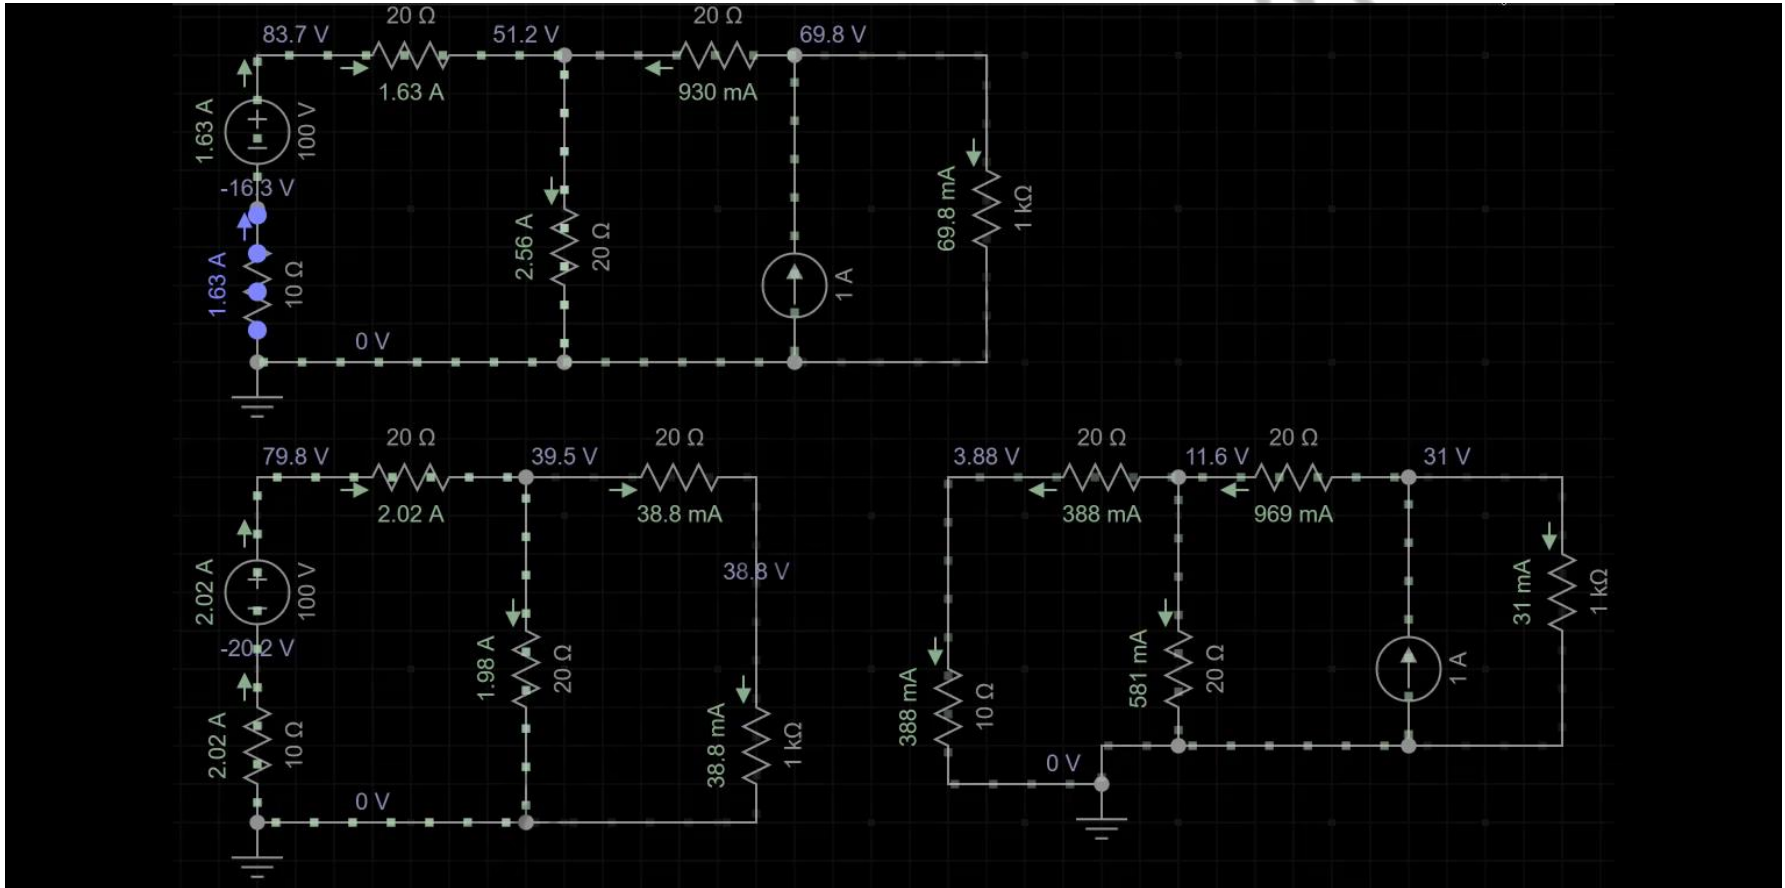 20 Ω
20 Ω
83.7 V
51.2 V
69.8 V
1.63 A
930 mA
1.63 A
100 V
-16.3 V
69.8 mA
1 kΩ
2.56 A
20 Ω
1.63 A
10 Ω
1 A
0 V
20 Ω
20 Ω
79.8 V
39.5 V
2.02 A
38.8 mA
2.02 A
100 V
38.8 V
-20.2 V
1.98 A
20 Ω
2.02 A
10 Ω
38.8 mA
1 kΩ
0 V
20 Ω
20 Ω
3.88 V
11.6 V
31 V
388 mA
969 mA
31 mA
1 kΩ
581 mA
20 Ω
1 A
388 mA
10 Ω
0 V